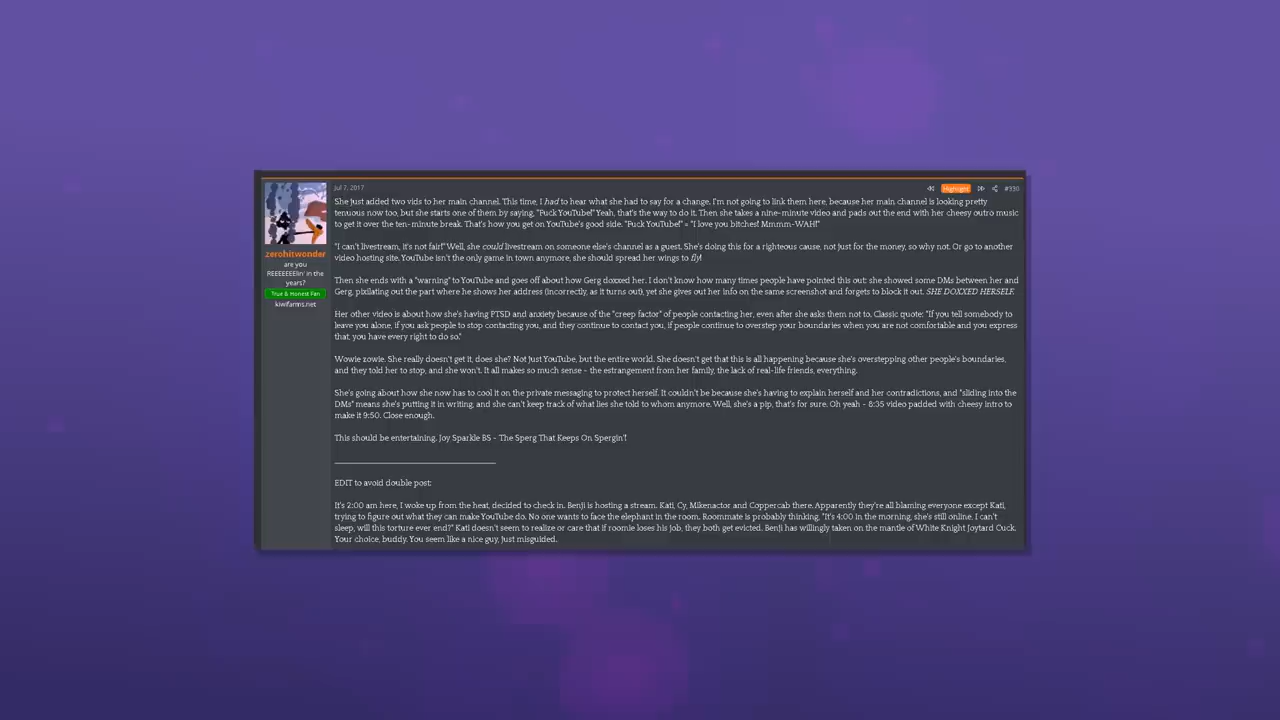 Jul 7, 2017
Highlight
#330
zerohitwonder
are you
REEEEEEElin' in the
years?
True & Honest Fan
kiwifarms.net
She just added two vids to her main channel. This time, I had to hear what she had to say for a change. I'm not going to link them here, because her main channel is looking pretty
tenuous now too, but she starts one of them by saying, "Fuck YouTube!" Yeah, that's the way to do it. Then she takes a nine-minute video and pads out the end with her cheesy outro music
to get it over the ten-minute break. That's how you get on YouTube's good side. "Fuck YouTube!" = "I love you bitches! Mmmm-WAH!"
"I can't livestream, it's not fair!" Well, she could livestream on someone else's channel as a guest. She's doing this for a righteous cause, not just for the money, so why not. Or go to another
video hosting site. YouTube isn't the only game in town anymore, she should spread her wings to fly!
Then she ends with a "warning" to YouTube and goes off about how Gerg doxxed her. I don't know how many times people have pointed this out: she showed some DMs between her and
Gerg, pixilating out the part where he shows her address (incorrectly, as it turns out), yet she gives out her info on the same screenshot and forgets to block it out. SHE DOXXED HERSELF.
Her other video is about how she's having PTSD and anxiety because of the "creep factor" of people contacting her, even after she asks them not to. Classic quote: "If you tell somebody to
leave you alone, if you ask people to stop contacting you, and they continue to contact you, if people continue to overstep your boundaries when you are not comfortable and you express
that, you have every right to do so."
Wowie zowie. She really doesn't get it, does she? Not just YouTube, but the entire world. She doesn't get that this is all happening because she's overstepping other people's boundaries,
and they told her to stop, and she won't. It all makes so much sense - the estrangement from her family, the lack of real-life friends, everything.
She's going about how she now has to cool it on the private messaging to protect herself. It couldn't be because she's having to explain herself and her contradictions, and "sliding into the
DMs" means she's putting it in writing, and she can't keep track of what lies she told to whom anymore. Well, she's a pip, that's for sure. Oh yeah - 8:35 video padded with cheesy intro to
make it 9:50. Close enough.
This should be entertaining. Joy Sparkle BS - The Sperg That Keeps On Spergin'!
EDIT to avoid double post:
It's 2:00 am here, I woke up from the heat, decided to check in. Benji is hosting a stream. Kati, Cy, Mikenactor and Coppercab there. Apparently they're all blaming everyone except Kati,
trying to figure out what they can make YouTube do. No one wants to face the elephant in the room. Roommate is probably thinking, "It's 4:00 in the morning, she's still online. I can't
sleep, will this torture ever end?" Kati doesn't seem to realize or care that if roomie loses his job, they both get evicted. Benji has willingly taken on the mantle of White Knight Joytard Cuck.
Your choice, buddy. You seem like a nice guy, just misguided.